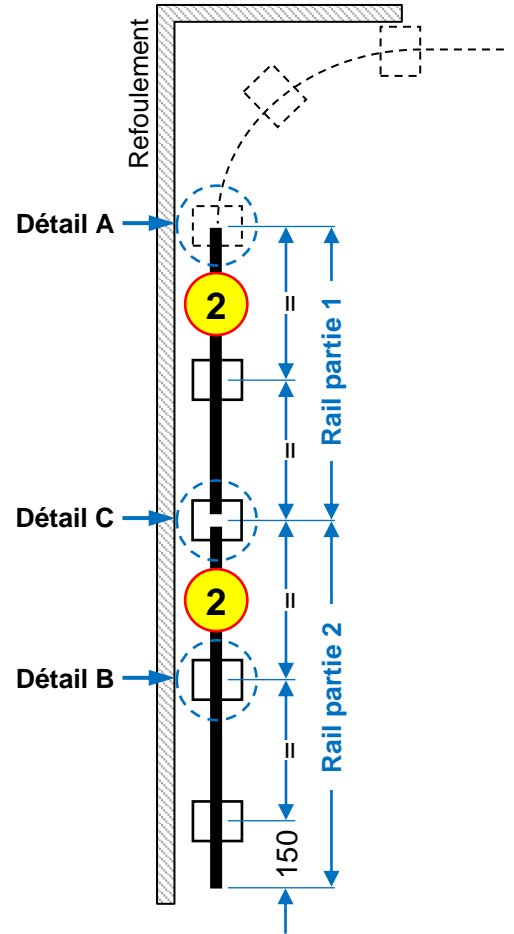 Refoulement
Détail A
2
=
Rail partie 1
=
Détail C
2
=
Rail partie 2
Détail B
=
150